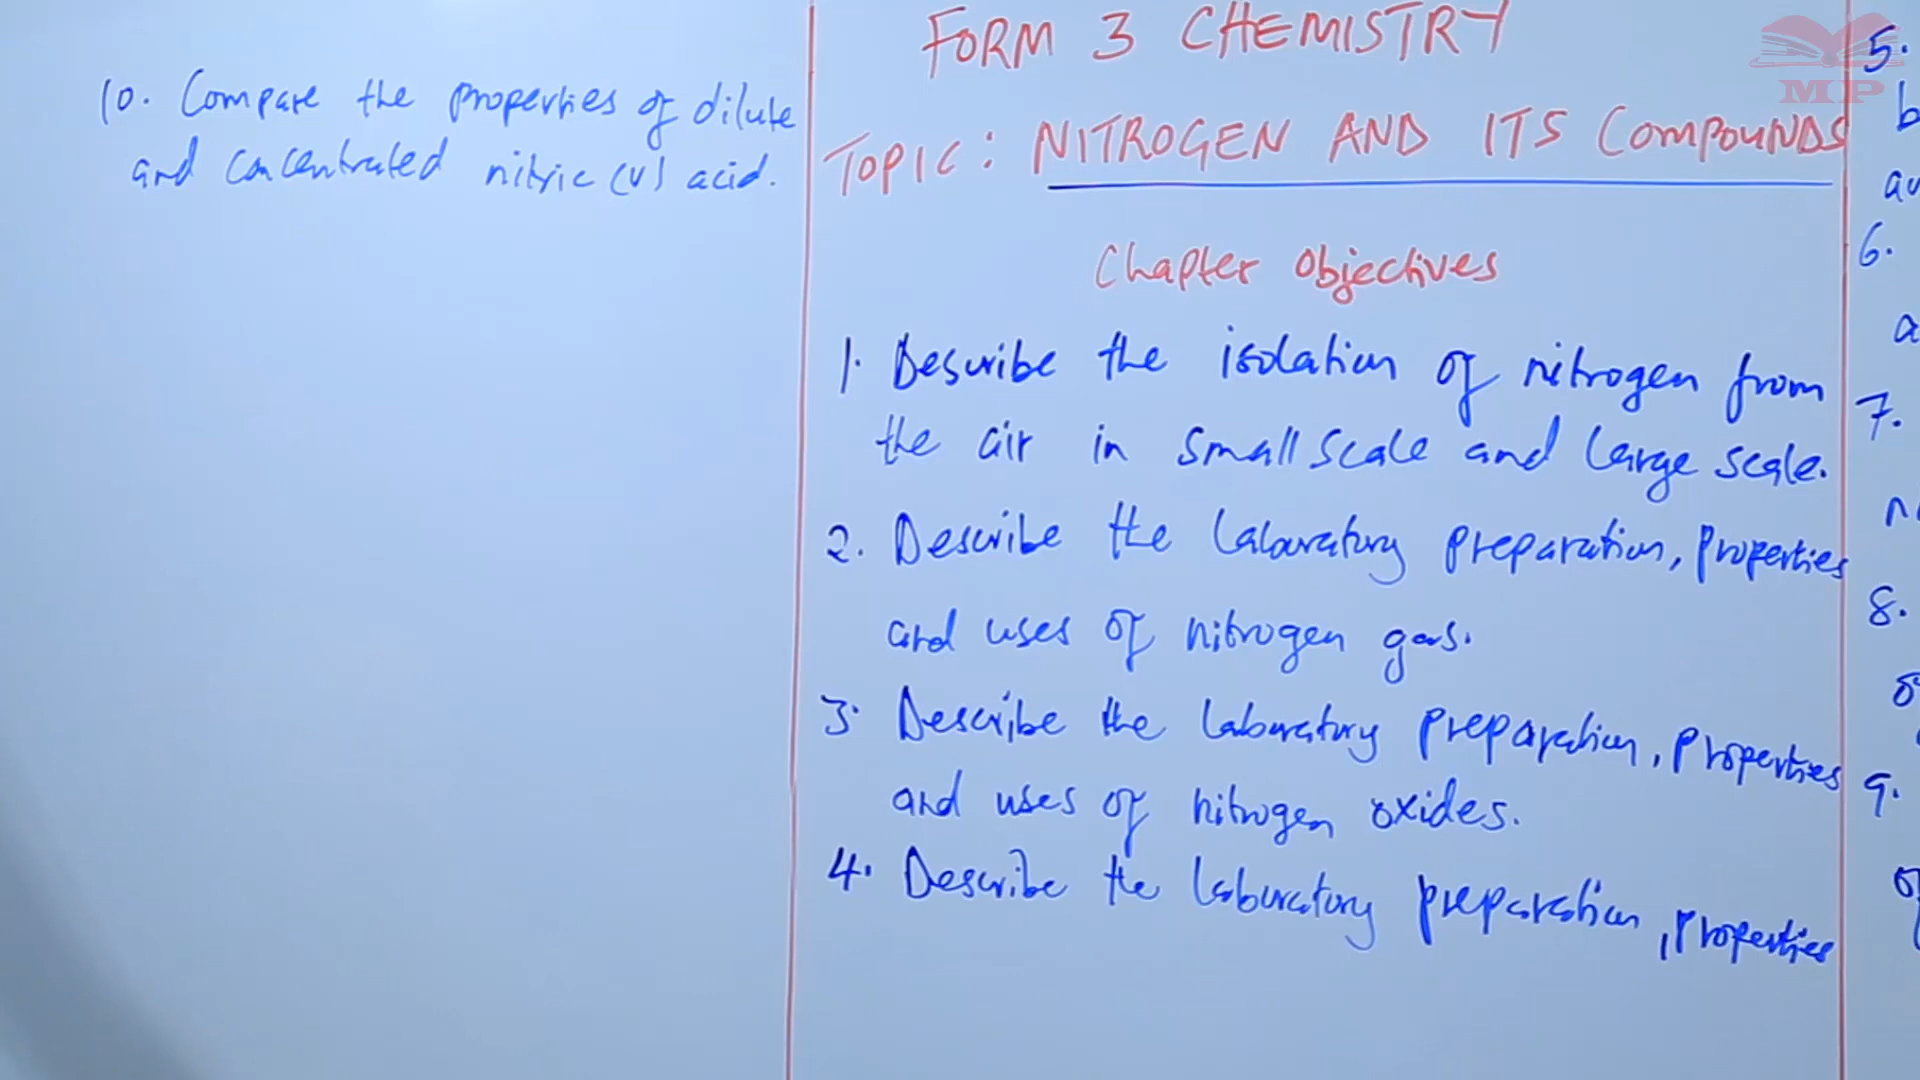 10. Compare the properties of dilute
and concentrated nitric (V) acid.
FORM 3 CHEMISTRY
TOPIC: NITROGEN AND ITS COMPOUNDS
Chapter Objectives
1. Describe the isolation of nitrogen from
the air in small scale and large scale.
2. Describe the laboratory preparation, properties
and uses of nitrogen gas.
3. Describe the laboratory preparation, properties
and uses of nitrogen oxides.
4. Describe the laboratory preparation, properties
MP
5.
b
6.
a
7.
8.
9.